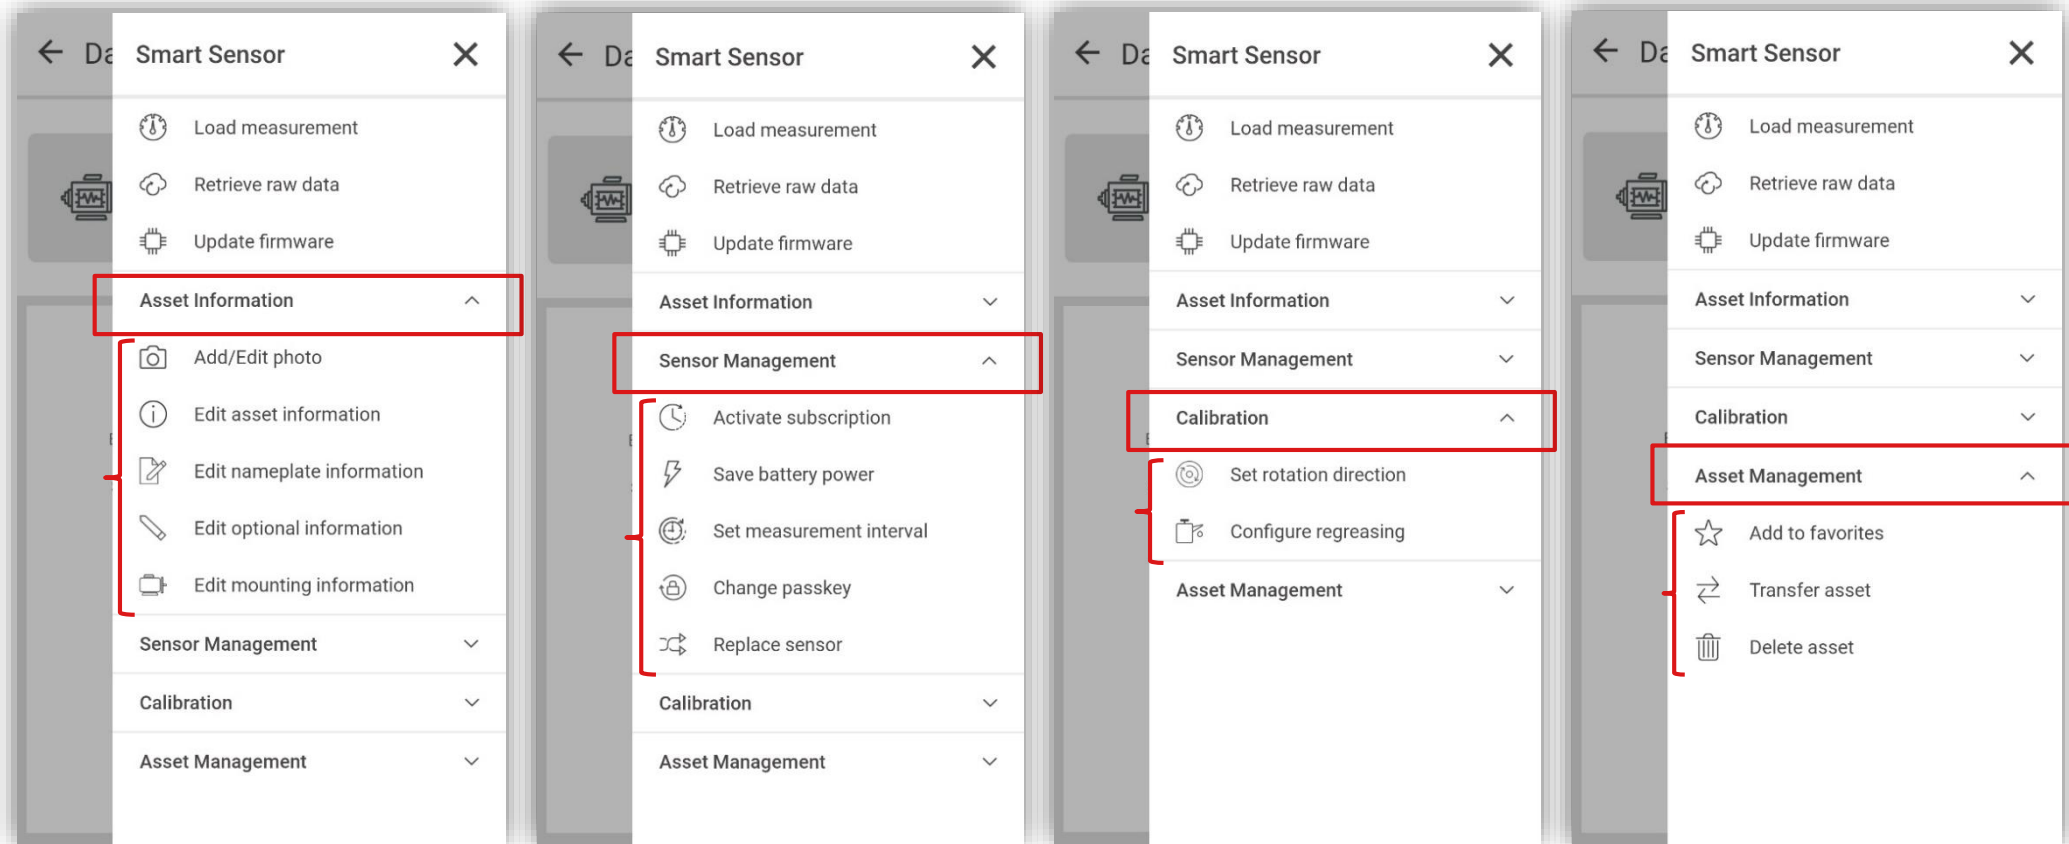 Da
Smart Sensor
Load measurement
Retrieve raw data
Update firmware
Asset Information
Add/Edit photo
Edit asset information
Edit nameplate information
Edit optional information
Edit mounting information
Sensor Management
Calibration
Asset Management
Da
Smart Sensor
Load measurement
Retrieve raw data
Update firmware
Asset Information
Sensor Management
Activate subscription
Save battery power
Set measurement interval
Change passkey
Replace sensor
Calibration
Asset Management
Da
Smart Sensor
Load measurement
Retrieve raw data
Update firmware
Asset Information
Sensor Management
Calibration
Set rotation direction
Configure regreasing
Asset Management
Da
Smart Sensor
Load measurement
Retrieve raw data
Update firmware
Asset Information
Sensor Management
Calibration
Asset Management
Add to favorites
Transfer asset
Delete asset